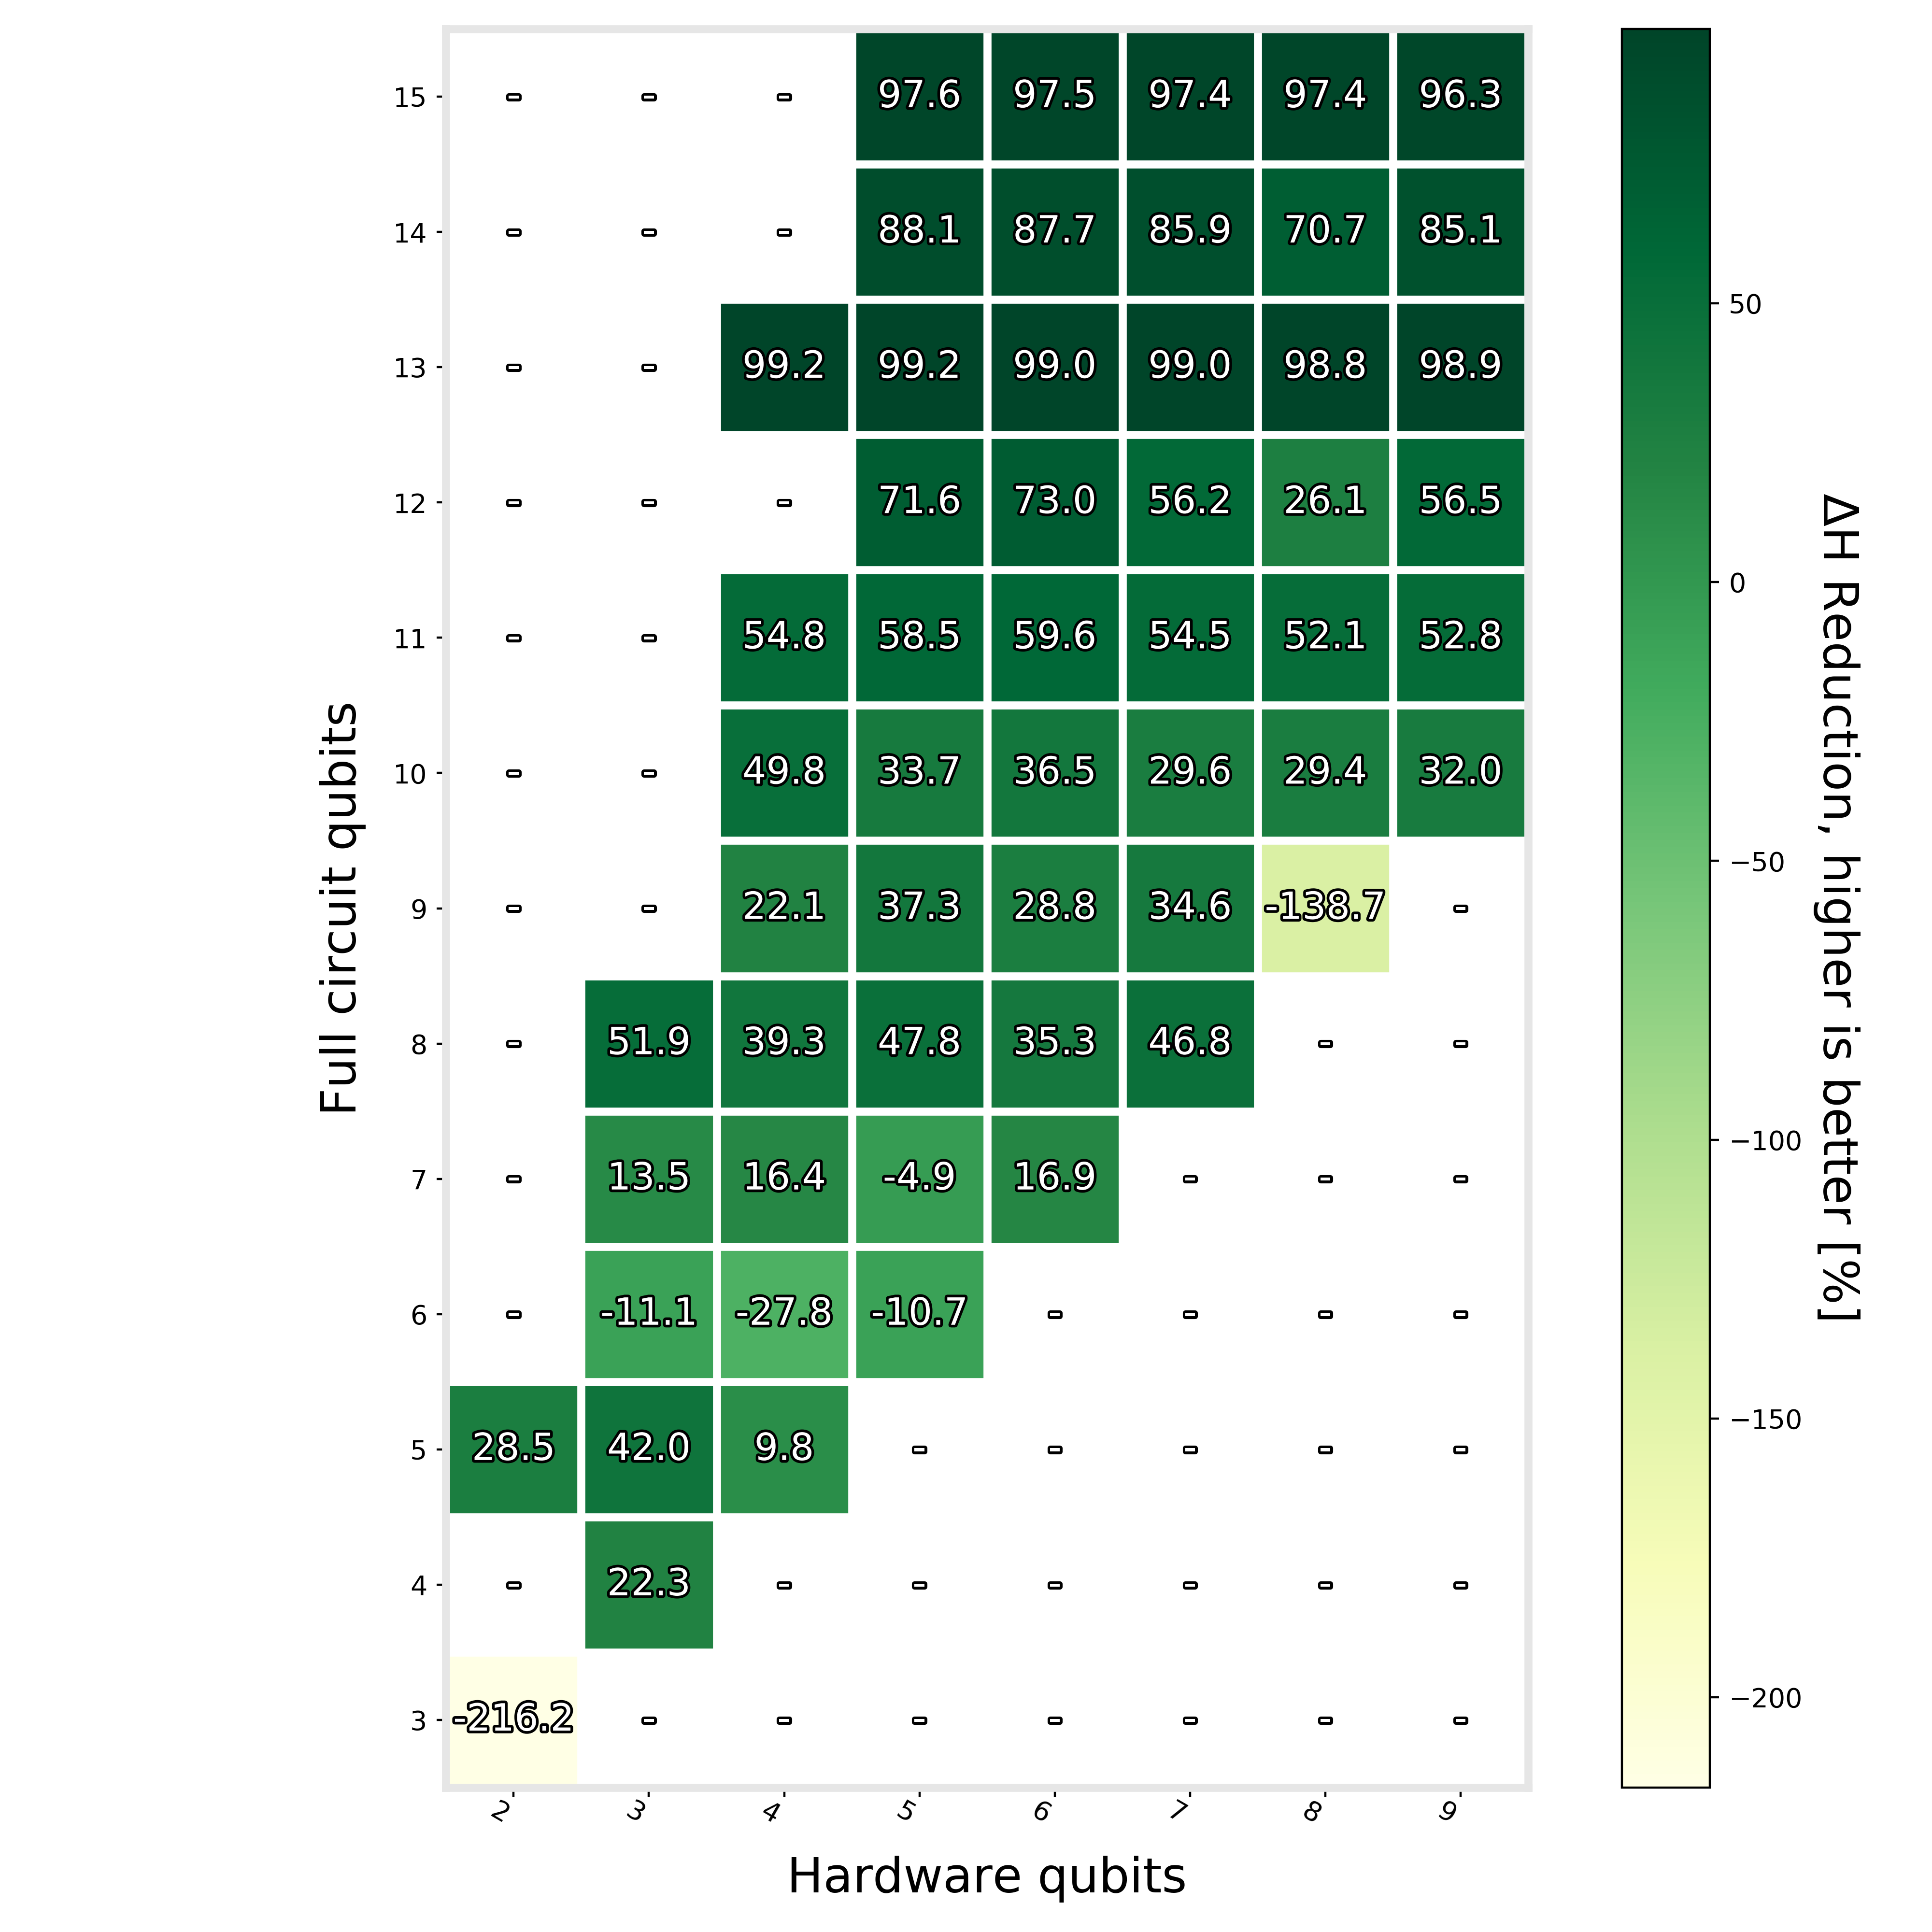 15 - - - 97.6 97.5 97.4 97.4 96.3
14 - - - 88.1 87.7 85.9 70.7 85.1
13 - - 99.2 99.2 99.0 99.0 98.8 98.9
12 - - - 71.6 73.0 56.2 26.1 56.5
11 - - 54.8 58.5 59.6 54.5 52.1 52.8
10 - - 49.8 33.7 36.5 29.6 29.4 32.0
9 - - 22.1 37.3 28.8 34.6 -138.7 -
8 - 51.9 39.3 47.8 35.3 46.8 - -
7 - 13.5 16.4 -4.9 16.9 - - -
6 - -11.1 -27.8 -10.7 - - - -
5 28.5 42.0 9.8 - - - - -
4 - 22.3 - - - - - -
3 -216.2 - - - - - - -
2 3 4 5 6 7 8 9
Hardware qubits
Full circuit qubits
50
0
−50
−100
−150
−200
ΔH Reduction, higher is better [%]